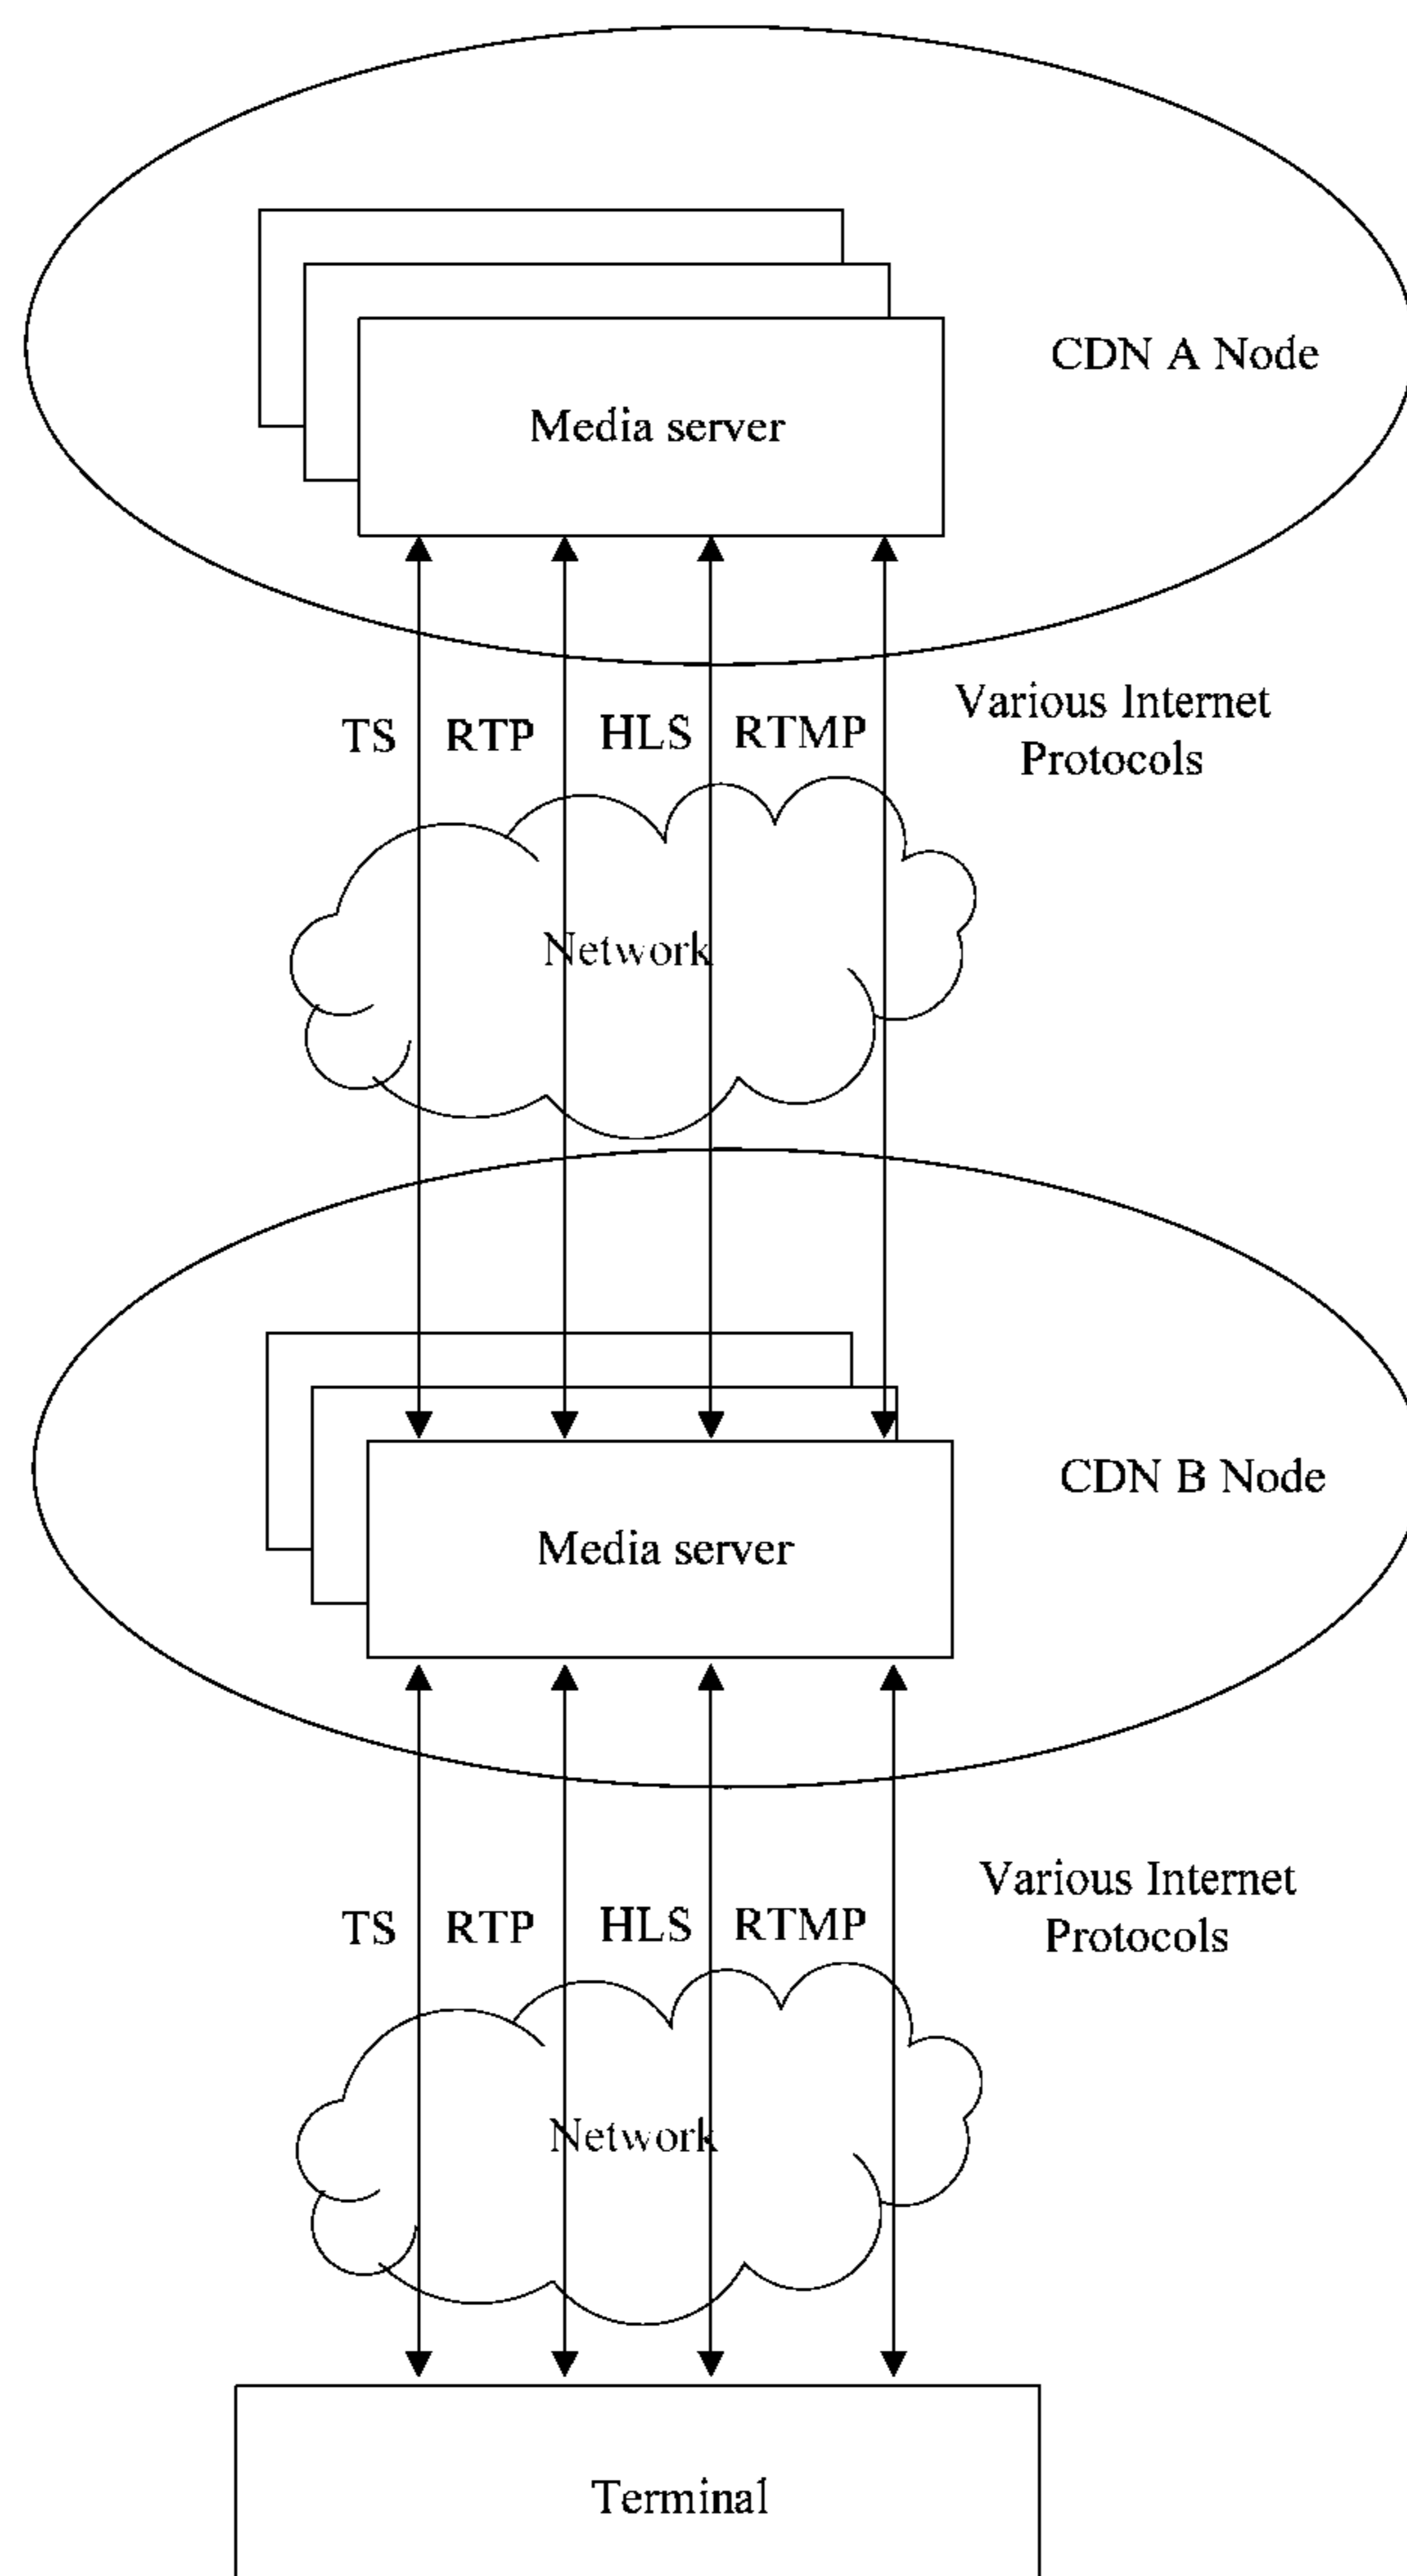 CDN A Node
Media server
Various Internet
Protocols
TS RTP HLS RTMP
Network
CDN B Node
Media server
Various Internet
Protocols
TS RTP HLS RTMP
Network
Terminal